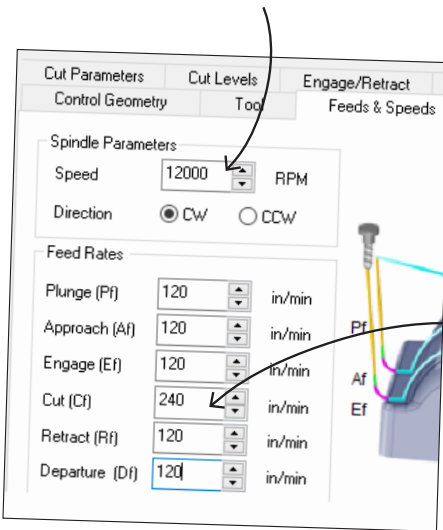 Cut Parameters Cut Levels Engage/Retract
Control Geometry Tool Feeds & Speeds
Spindle Parameters
Speed 12000 RPM
Direction CW CCW
Feed Rates
Plunge (Pf) 120 in/min
Approach (Af) 120 in/min
Engage (Ef) 120 in/min
Cut (Cf) 240 in/min
Retract (Rf) 120 in/min
Departure (Df) 120 in/min
Pf
Af
Ef